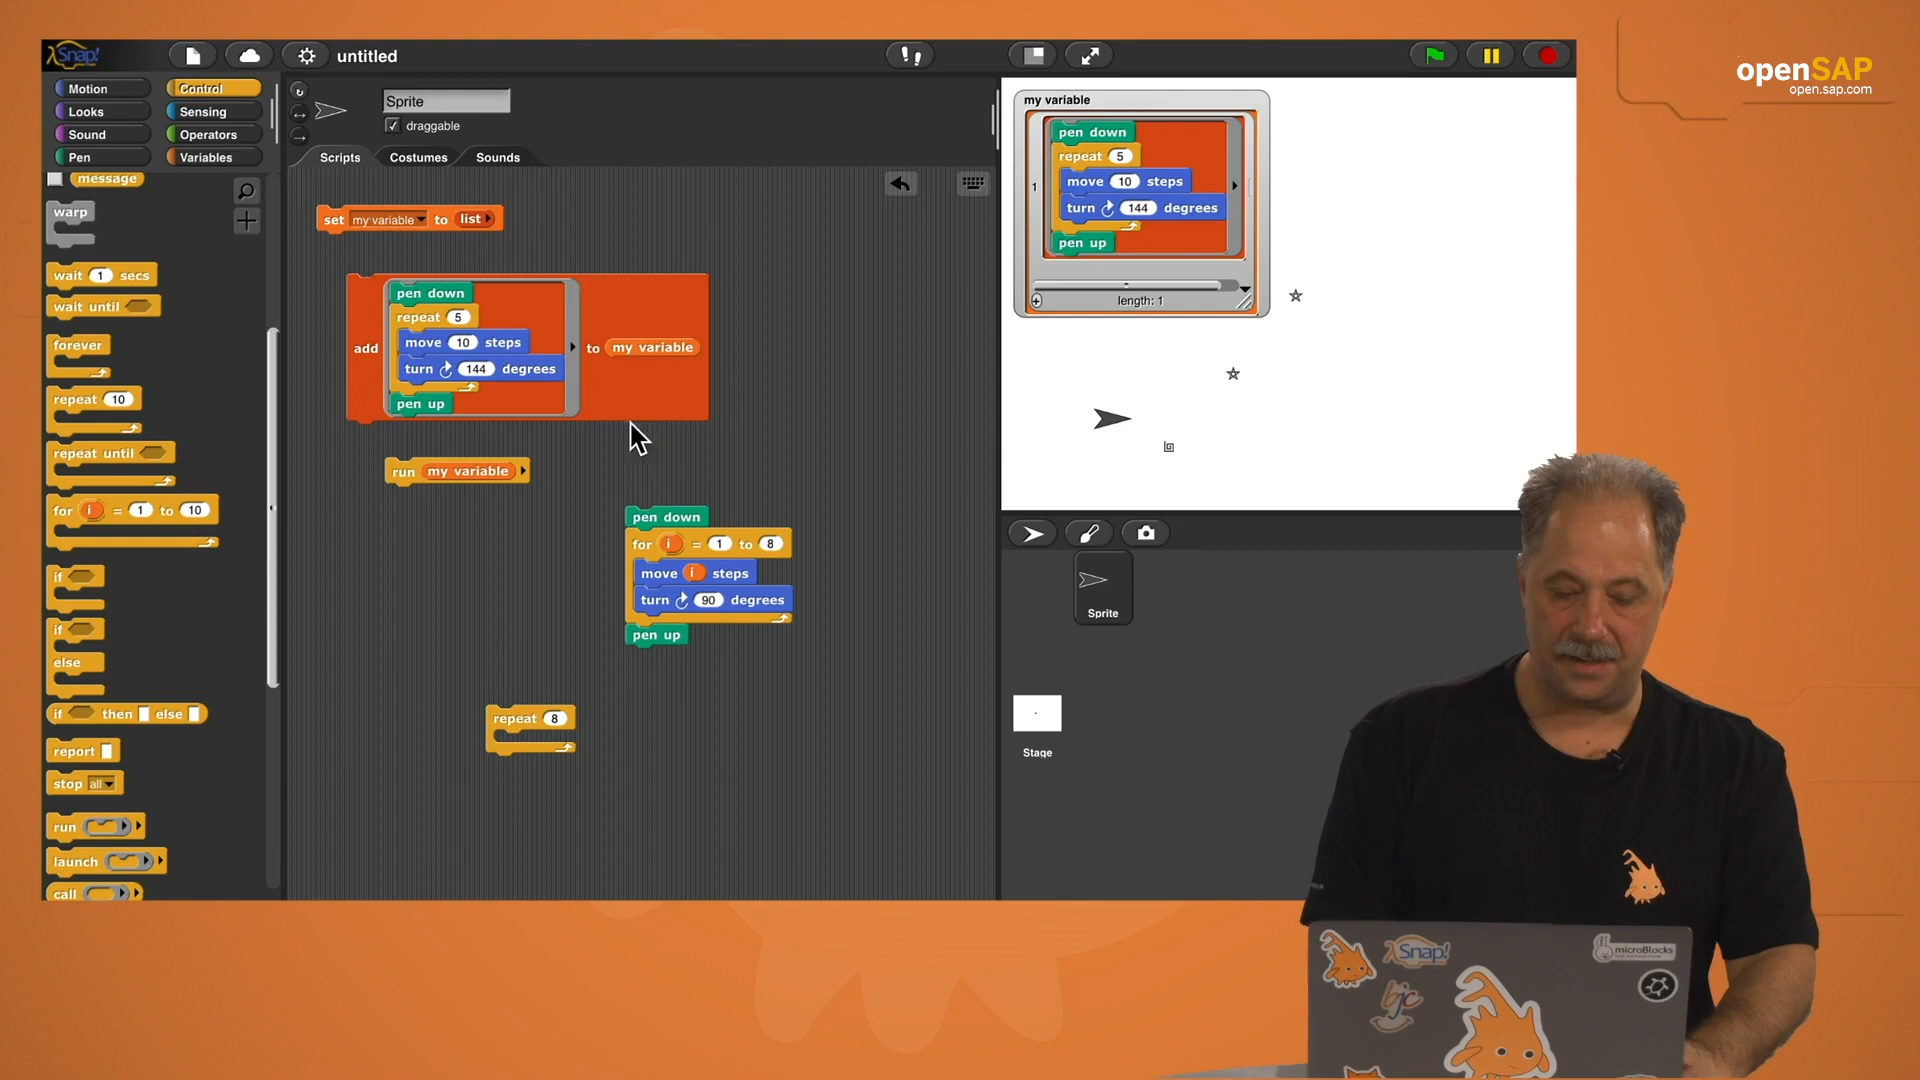 Snap!
untitled
openSAP
open.sap.com
Motion
Control
Looks
Sensing
Sound
Operators
Pen
Variables
Sprite
draggable
Scripts
Costumes
Sounds
message
warp
wait 1 secs
wait until
forever
repeat 10
repeat until
for i = 1 to 10
if
if
else
if then else
report
stop all
run
launch
call
set my variable to list
add
pen down
repeat 5
move 10 steps
turn 144 degrees
pen up
to my variable
run my variable
pen down
for i = 1 to 8
move i steps
turn 90 degrees
pen up
repeat 8
my variable
1
pen down
repeat 5
move 10 steps
turn 144 degrees
pen up
length: 1
Sprite
Stage
Snap!
microBlocks
bjc